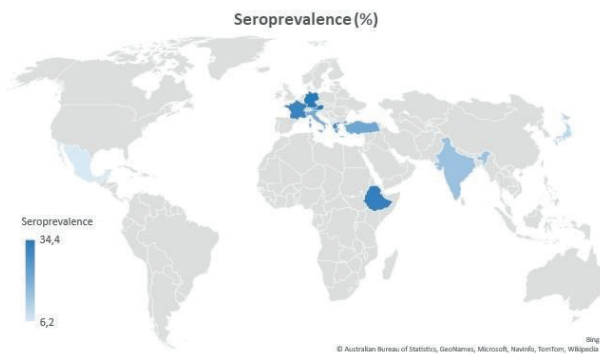 Seroprevalence (%)
Seroprevalence
34,4
6,2
Bing
© Australian Bureau of Statistics, GeoNames, Microsoft, Navinfo, TomTom, Wikipedia